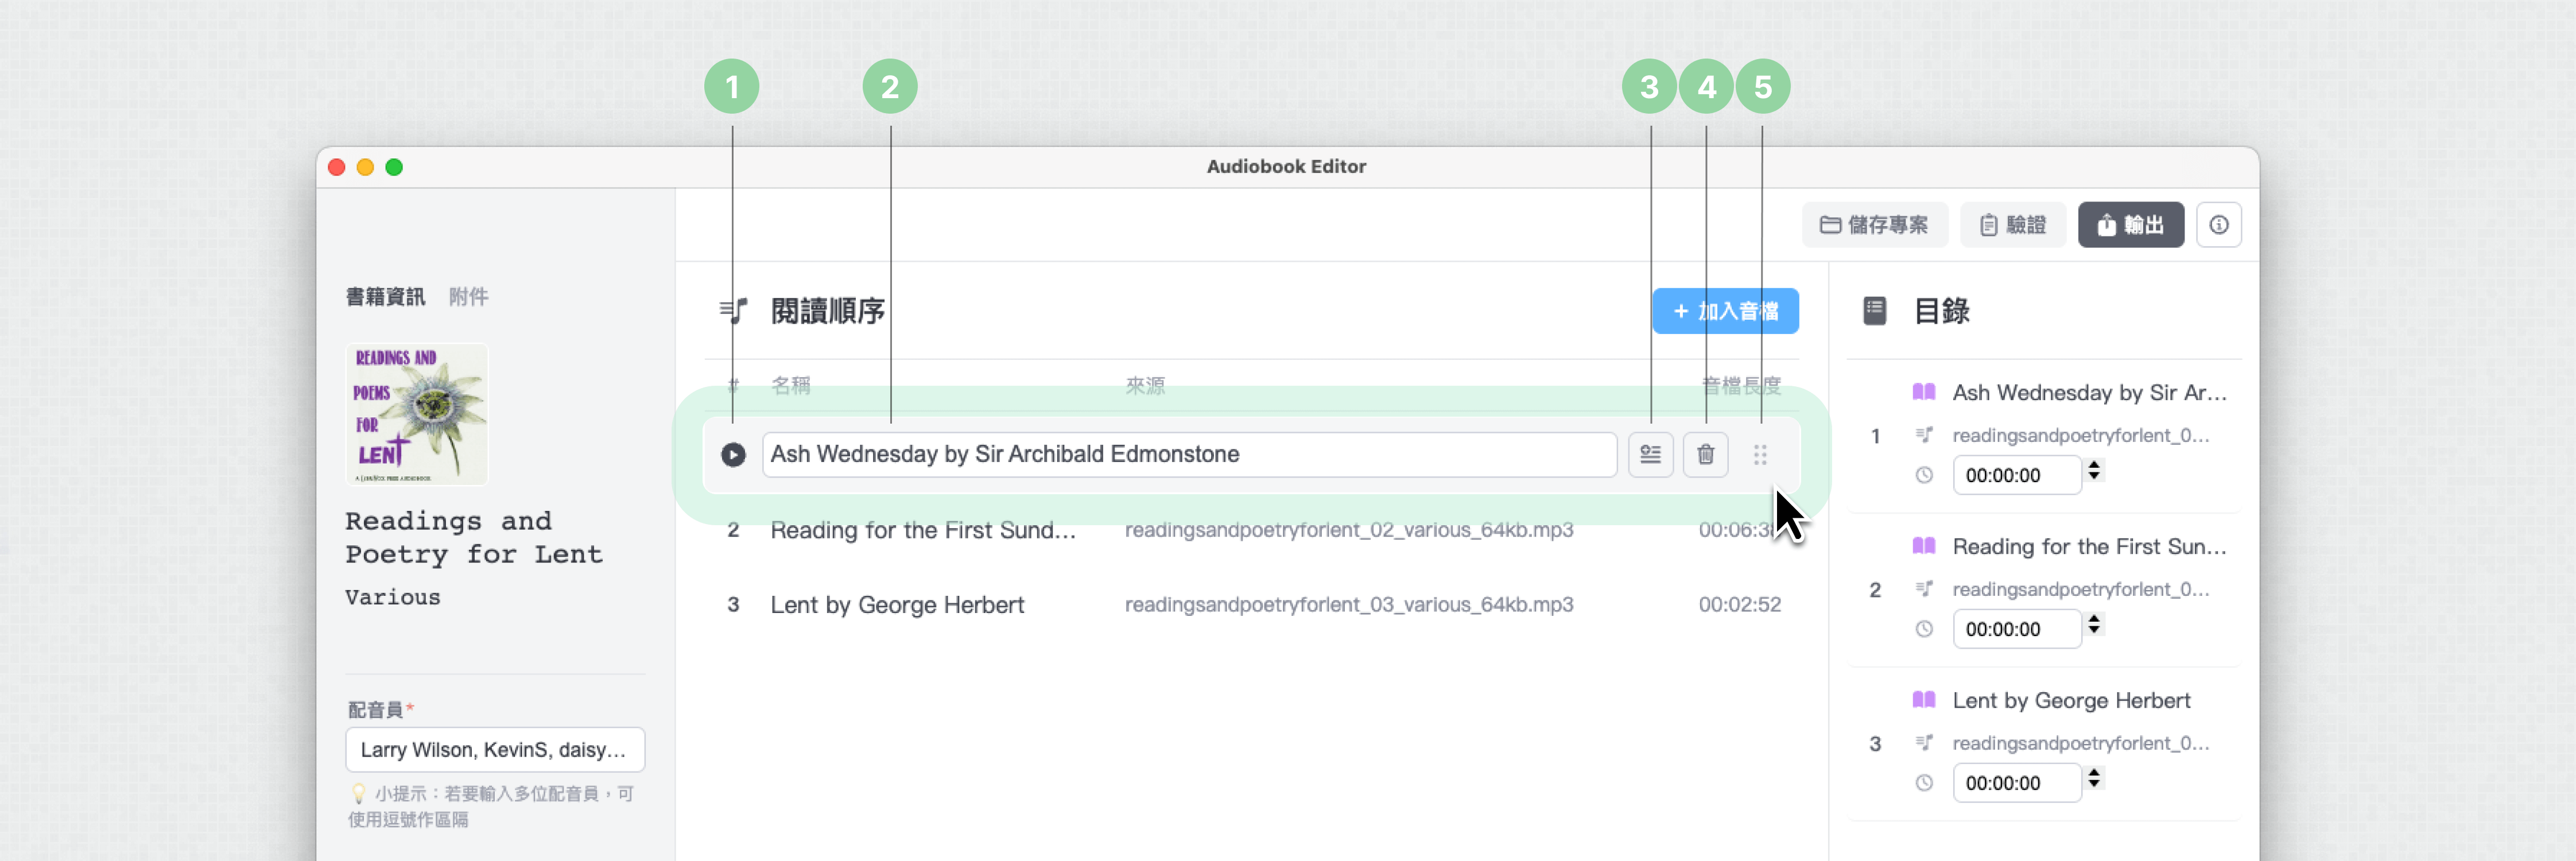 1 2 3 4 5
Audiobook Editor
儲存專案 驗證 輸出
書籍資訊 附件
READINGS AND
POEMS
FOR
LENT
Readings and
Poetry for Lent
Various
配音員*
Larry Wilson, KevinS, daisy...
小提示：若要輸入多位配音員，可
使用逗號作區隔
閱讀順序
+ 加入音檔
# 名稱 來源 音檔長度
Ash Wednesday by Sir Archibald Edmonstone
2 Reading for the First Sund... readingsandpoetryforlent_02_various_64kb.mp3 00:06:3
3 Lent by George Herbert readingsandpoetryforlent_03_various_64kb.mp3 00:02:52
目錄
Ash Wednesday by Sir Ar...
1 readingsandpoetryforlent_0...
00:00:00
Reading for the First Sun...
2 readingsandpoetryforlent_0...
00:00:00
Lent by George Herbert
3 readingsandpoetryforlent_0...
00:00:00